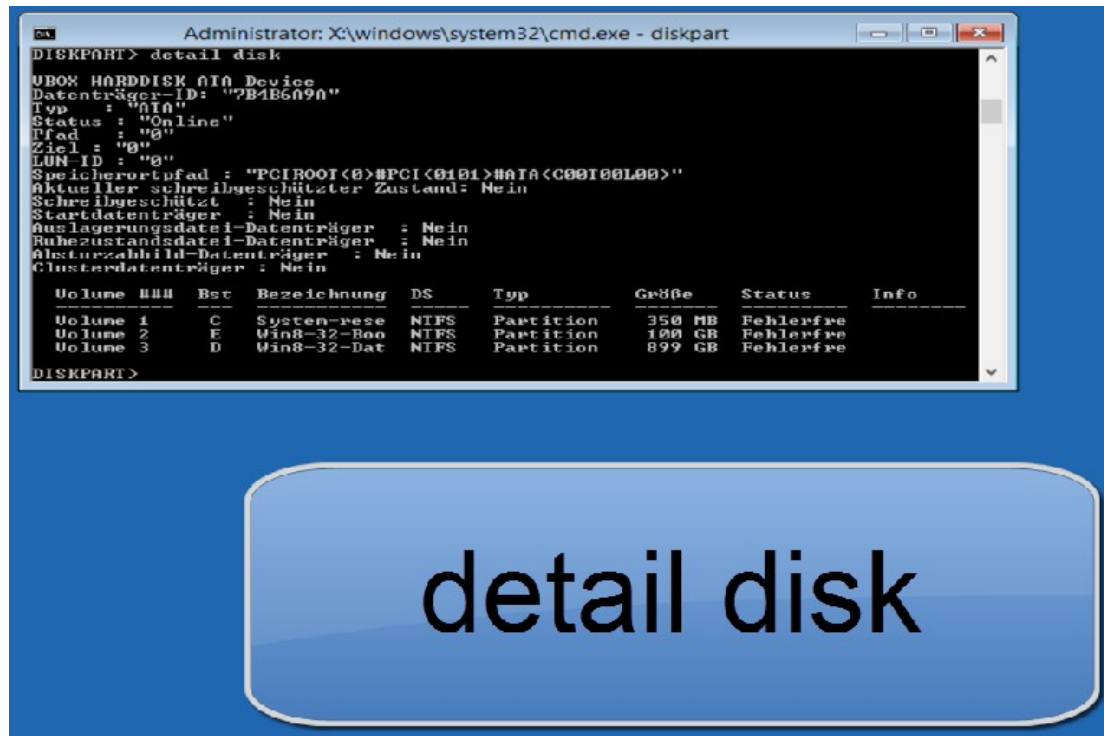 Administrator: X:\windows\system32\cmd.exe - diskpart
DISKPART> detail disk
VBOX HARDDISK ATA Device
Datenträger-ID: "7B4B6A9A"
Typ : "ATA"
Status : "Online"
Pfad : "0"
Ziel : "0"
LUN-ID : "0"
Speicherortpfad : "PCIROOT(0)#PCI(0101)#ATA(C00T00L00)"
Aktueller schreibgeschützter Zustand: Nein
Schreibgeschützt : Nein
Startdatenträger : Nein
Auslagerungsdatei-Datenträger : Nein
Ruhezustandsdatei-Datenträger : Nein
Absturzabbild-Datenträger : Nein
Clusterdatenträger : Nein
Volume ### Bst Bezeichnung DS Typ Größe Status Info
Volume 1 C System-rese NTFS Partition 350 MB Fehlerfre
Volume 2 E Win8-32-Boo NTFS Partition 100 GB Fehlerfre
Volume 3 D Win8-32-Dat NTFS Partition 899 GB Fehlerfre
DISKPART>
detail disk